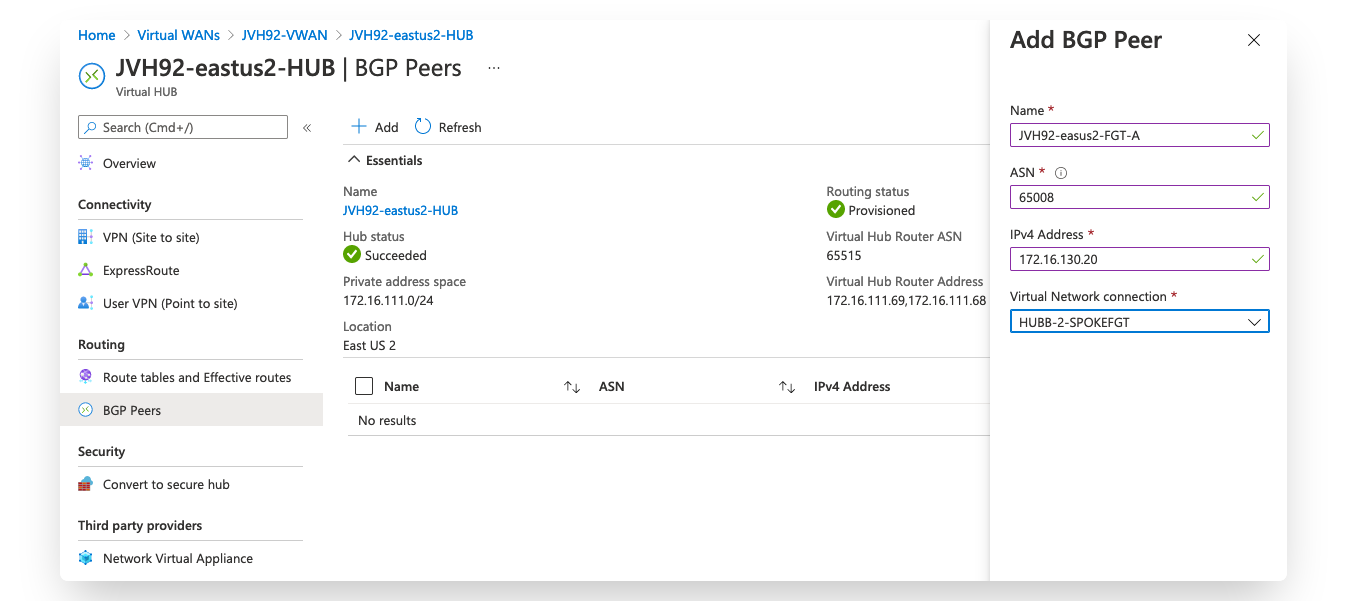 Home > Virtual WANs > JVH92-VWAN > JVH92-eastus2-HUB
JVH92-eastus2-HUB | BGP Peers ...
Virtual HUB
Search (Cmd+/) «
Overview
Connectivity
VPN (Site to site)
ExpressRoute
User VPN (Point to site)
Routing
Route tables and Effective routes
BGP Peers
Security
Convert to secure hub
Third party providers
Network Virtual Appliance
Add Refresh
Essentials
Name
JVH92-eastus2-HUB
Hub status
Succeeded
Private address space
172.16.111.0/24
Location
East US 2
Routing status
Provisioned
Virtual Hub Router ASN
65515
Virtual Hub Router Address
172.16.111.69,172.16.111.68
Name ASN IPv4 Address
No results
Add BGP Peer
Name *
JVH92-easus2-FGT-A
ASN *
65008
IPv4 Address *
172.16.130.20
Virtual Network connection *
HUBB-2-SPOKEFGT